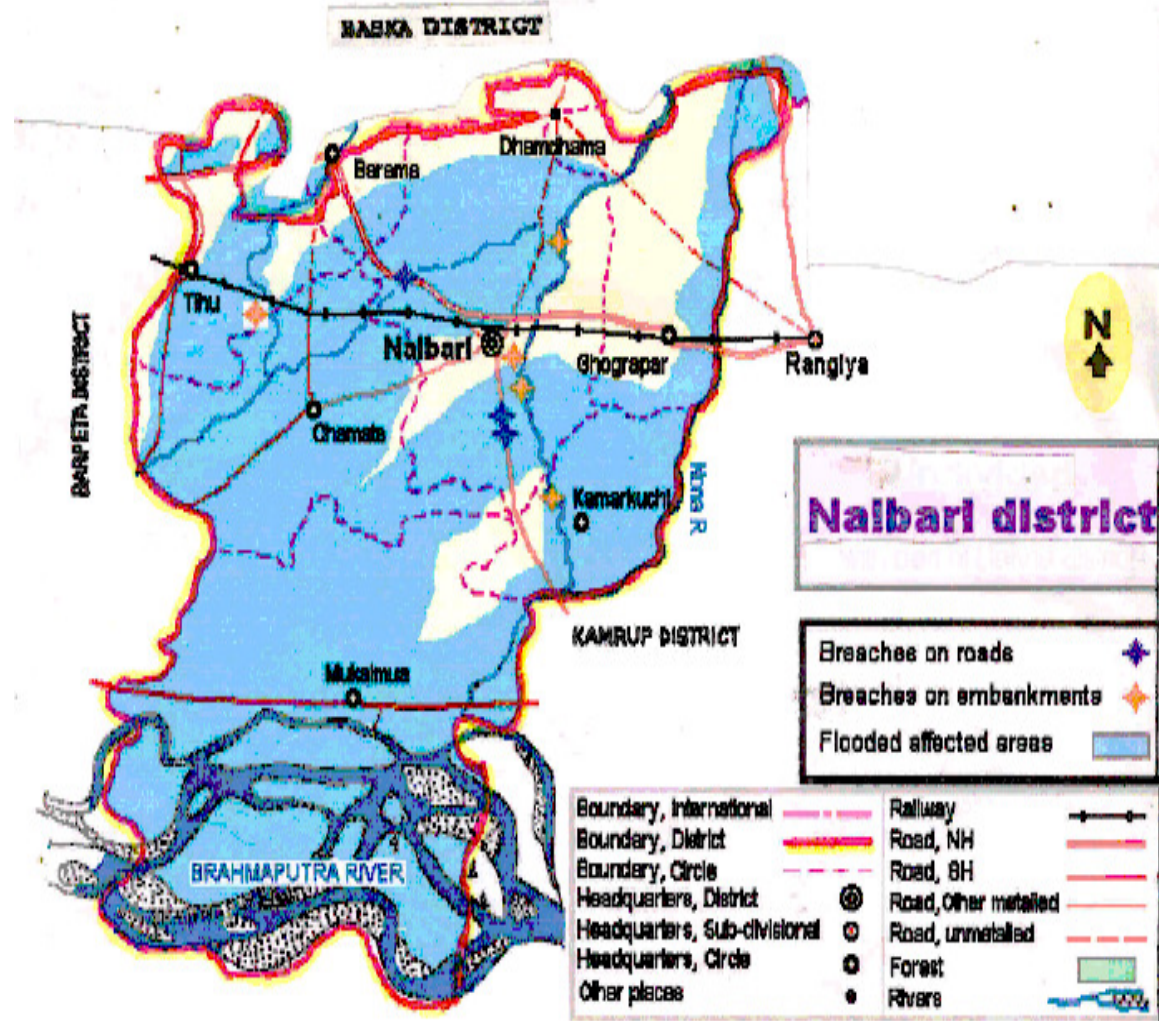 BASKA DISTRICT
Dhamdhama
Barama
Tihu
Nalbari
Ghograpar
Rangiya
N
BARPETA DISTRICT
Chamata
Nona R
Kamarkuchi
Nalbari district
KAMRUP DISTRICT
Mukalmua
BRAHMAPUTRA RIVER
Breaches on roads
Breaches on embankments
Flooded affected areas
Boundary, International
Boundary, District
Boundary, Circle
Headquarters, District
Headquarters, Sub-divisional
Headquarters, Circle
Other places
Railway
Road, NH
Road, SH
Road, Other metalled
Road, unmetalled
Forest
Rivers